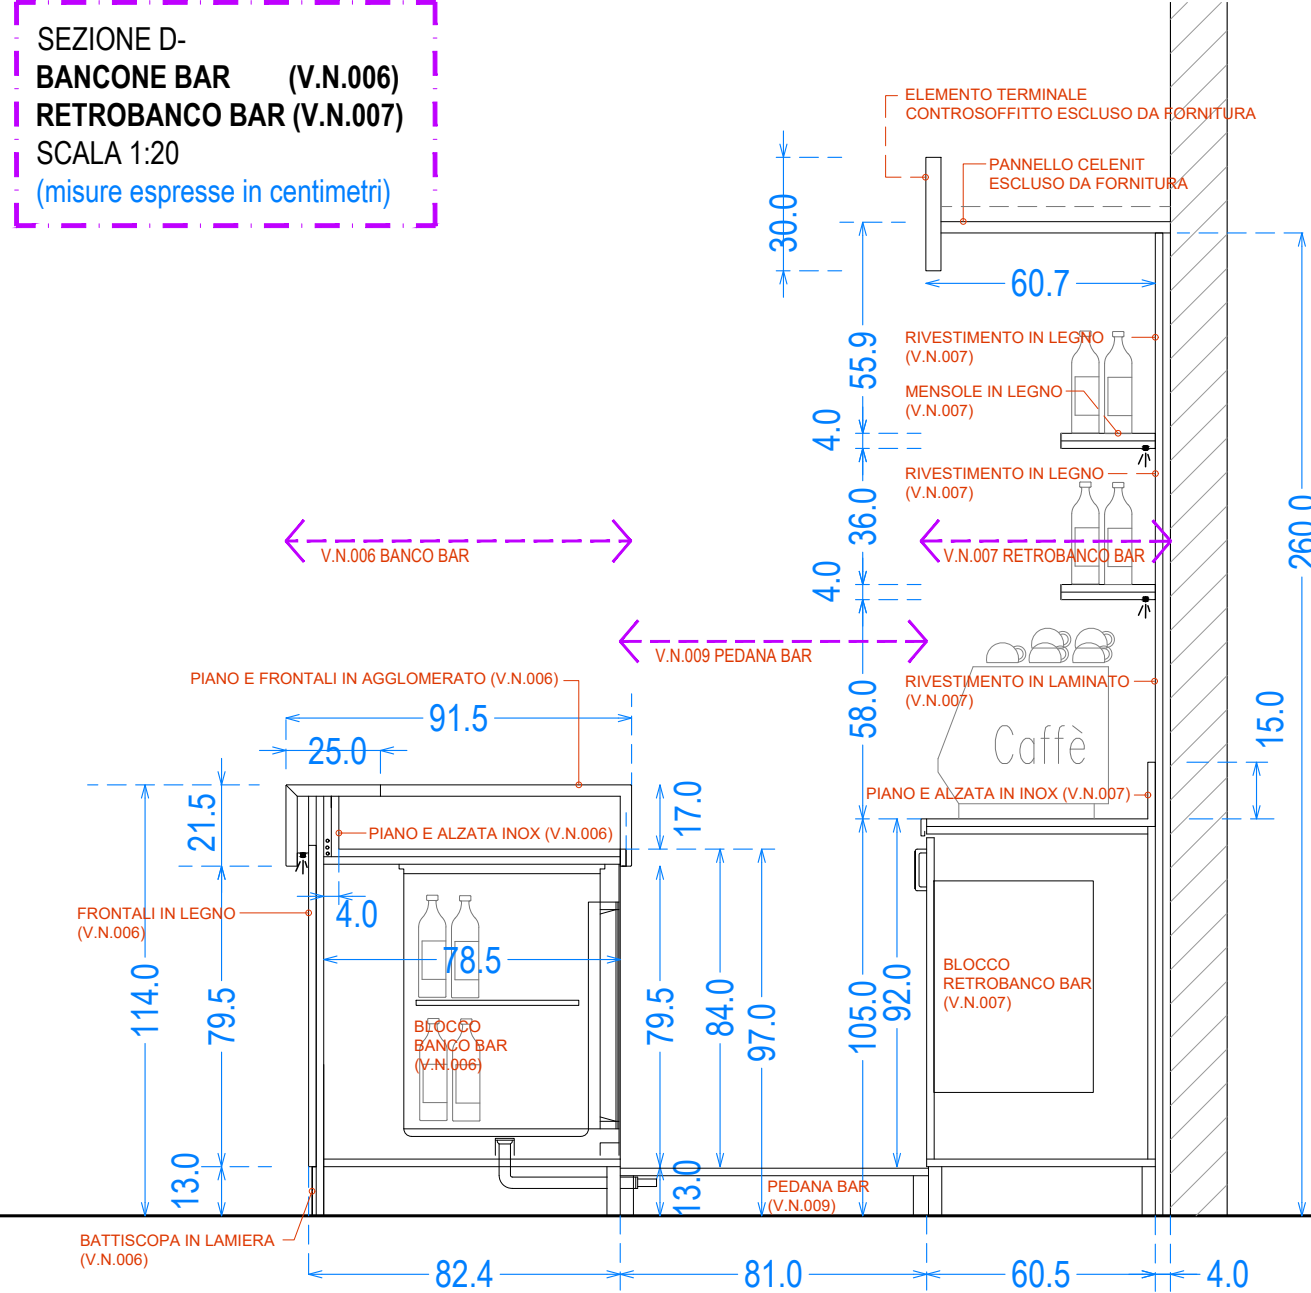 SEZIONE D-
BANCONE BAR (V.N.006)
RETROBANCO BAR (V.N.007)
SCALA 1:20
(misure espresse in centimetri)
ELEMENTO TERMINALE
CONTROSOFFITTO ESCLUSO DA FORNITURA
PANNELLO CELENIT
ESCLUSO DA FORNITURA
30.0
60.7
RIVESTIMENTO IN LEGNO
(V.N.007)
55.9
MENSOLE IN LEGNO
(V.N.007)
4.0
RIVESTIMENTO IN LEGNO
(V.N.007)
36.0
260.0
V.N.006 BANCO BAR
V.N.007 RETROBANCO BAR
4.0
V.N.009 PEDANA BAR
PIANO E FRONTALI IN AGGLOMERATO (V.N.006)
RIVESTIMENTO IN LAMINATO
(V.N.007)
58.0
91.5
15.0
25.0
Caffè
PIANO E ALZATA IN INOX (V.N.007)
21.5
17.0
PIANO E ALZATA INOX (V.N.006)
FRONTALI IN LEGNO
(V.N.006)
4.0
78.5
BLOCCO
RETROBANCO BAR
(V.N.007)
114.0
79.5
79.5
84.0
97.0
105.0
92.0
BLOCCO
BANCO BAR
(V.N.006)
13.0
13.0
PEDANA BAR
(V.N.009)
BATTISCOPA IN LAMIERA
(V.N.006)
82.4
81.0
60.5
4.0